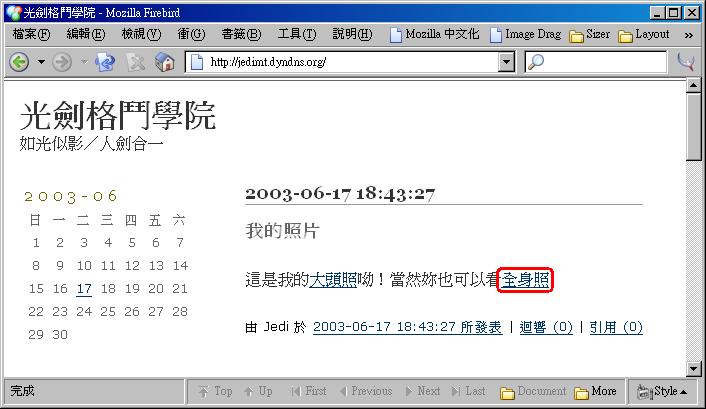 光劍格鬥學院 - Mozilla Firebird
檔案(F) 編輯(E) 檢視(V) 衝(G) 書籤(B) 工具(T) 說明(H) Mozilla 中文化 Image Drag Sizer Layout »
http://jedimt.dyndns.org/
光劍格鬥學院
如光似影／人劍合一
2003-06
日 一 二 三 四 五 六
1 2 3 4 5 6 7
8 9 10 11 12 13 14
15 16 17 18 19 20 21
22 23 24 25 26 27 28
29 30
2003-06-17 18:43:27
我的照片
這是我的大頭照呦！當然妳也可以看全身照
由 Jedi 於 2003-06-17 18:43:27 所發表 | 迴響 (0) | 引用 (0)
完成 Top Up First Previous Next Last Document More Style